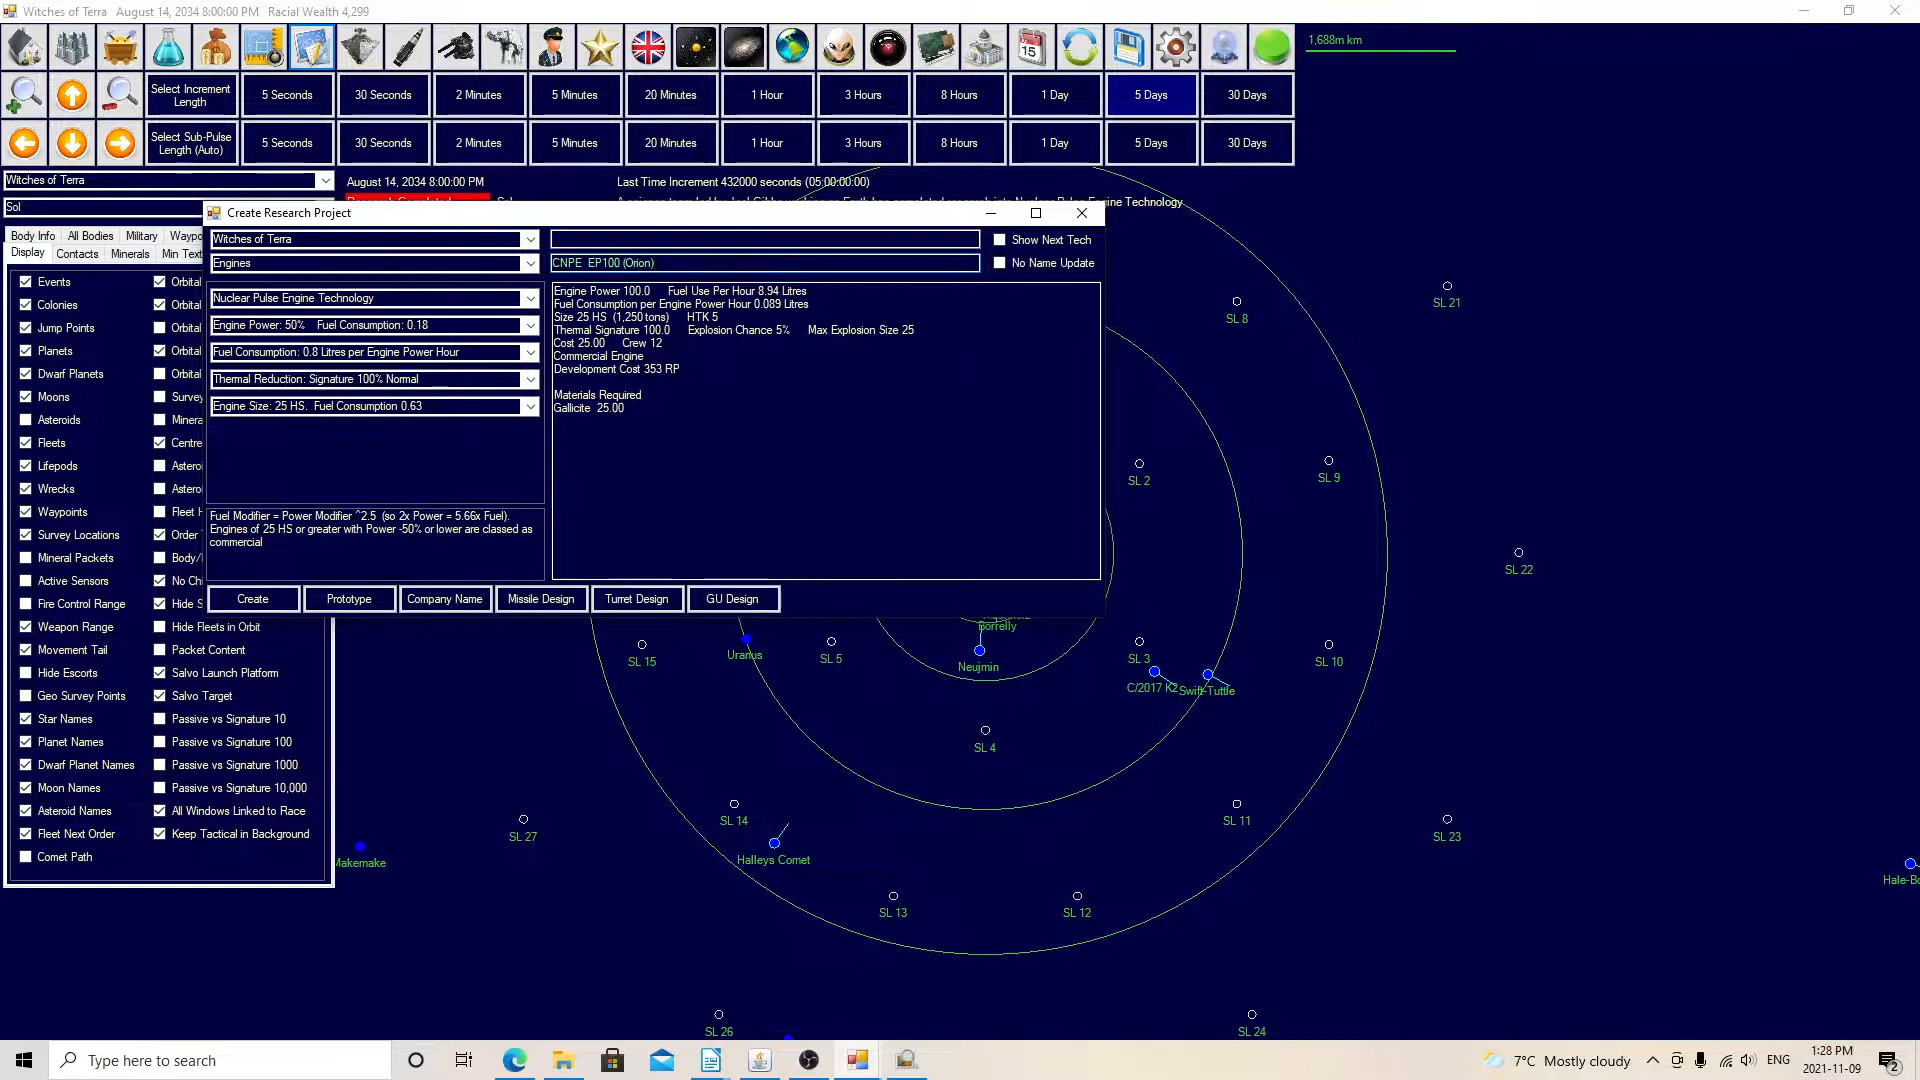 Witches of Terra   August 14, 2034 8:00:00 PM   Racial Wealth 4,299
1,688m km
Select Increment Length
5 Seconds
30 Seconds
2 Minutes
5 Minutes
20 Minutes
1 Hour
3 Hours
8 Hours
1 Day
5 Days
30 Days
Select Sub-Pulse Length (Auto)
5 Seconds
30 Seconds
2 Minutes
5 Minutes
20 Minutes
1 Hour
3 Hours
8 Hours
1 Day
5 Days
30 Days
Witches of Terra
August 14, 2034 8:00:00 PM
Last Time Increment 432000 seconds (05:00:00:00)
Sol
Create Research Project
Body Info
All Bodies
Military
Display
Contacts
Minerals
Min Text
Witches of Terra
Show Next Tech
Engines
CNPE  EP100 (Orion)
No Name Update
Nuclear Pulse Engine Technology
Engine Power: 50%    Fuel Consumption: 0.18
Fuel Consumption: 0.8 Litres per Engine Power Hour
Thermal Reduction: Signature 100% Normal
Engine Size: 25 HS.  Fuel Consumption 0.63
Engine Power 100.0      Fuel Use Per Hour 8.94 Litres
Fuel Consumption per Engine Power Hour 0.089 Litres
Size 25 HS  (1,250 tons)      HTK 5
Thermal Signature 100.0      Explosion Chance 5%      Max Explosion Size 25
Cost 25.00      Crew 12
Commercial Engine
Development Cost 353 RP
Materials Required
Gallicite  25.00
Fuel Modifier = Power Modifier ^2.5  (so 2x Power = 5.66x Fuel).
Engines of 25 HS or greater with Power -50% or lower are classed as
commercial
Create
Prototype
Company Name
Missile Design
Turret Design
GU Design
Events
Colonies
Jump Points
Planets
Dwarf Planets
Moons
Asteroids
Fleets
Lifepods
Wrecks
Waypoints
Survey Locations
Mineral Packets
Active Sensors
Fire Control Range
Weapon Range
Hide Fleets in Orbit
Movement Tail
Packet Content
Hide Escorts
Salvo Launch Platform
Geo Survey Points
Salvo Target
Star Names
Passive vs Signature 10
Planet Names
Passive vs Signature 100
Dwarf Planet Names
Passive vs Signature 1000
Moon Names
Passive vs Signature 10,000
Asteroid Names
All Windows Linked to Race
Fleet Next Order
Keep Tactical in Background
Comet Path
SL 21
SL 8
SL 2
SL 9
SL 22
Borrelly
Neujmin
Uranus
SL 15
SL 5
SL 3
SL 10
C/2017 K2
Swift-Tuttle
SL 4
SL 14
SL 11
SL 27
SL 23
Halleys Comet
Makemake
SL 13
SL 12
SL 26
SL 24
Type here to search
7°C  Mostly cloudy
ENG
1:28 PM
2021-11-09
2